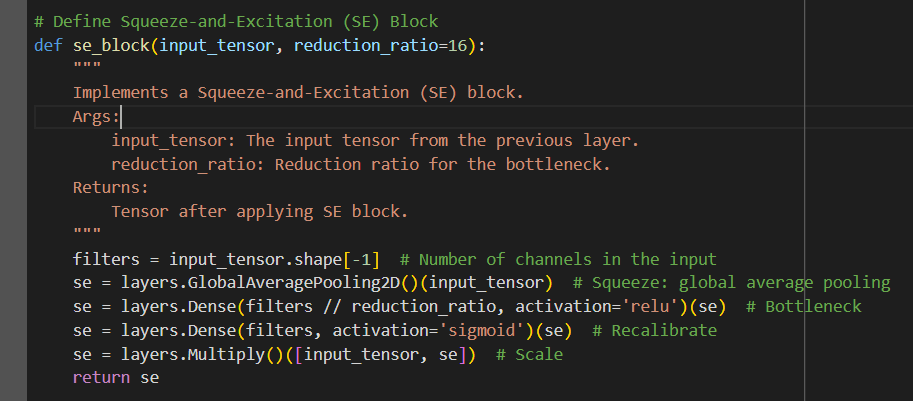 # Define Squeeze-and-Excitation (SE) Block
def se_block(input_tensor, reduction_ratio=16):
    """
    Implements a Squeeze-and-Excitation (SE) block.
    Args:
        input_tensor: The input tensor from the previous layer.
        reduction_ratio: Reduction ratio for the bottleneck.
    Returns:
        Tensor after applying SE block.
    """
    filters = input_tensor.shape[-1]  # Number of channels in the input
    se = layers.GlobalAveragePooling2D()(input_tensor)  # Squeeze: global average pooling
    se = layers.Dense(filters // reduction_ratio, activation='relu')(se)  # Bottleneck
    se = layers.Dense(filters, activation='sigmoid')(se)  # Recalibrate
    se = layers.Multiply()([input_tensor, se])  # Scale
    return se